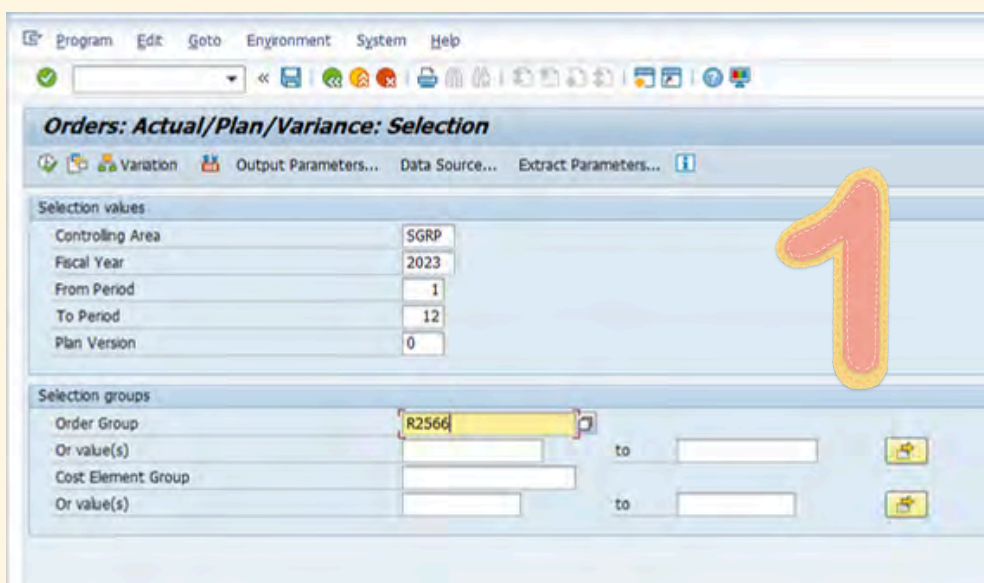 Program Edit Goto Environment System Help
Orders: Actual/Plan/Variance: Selection
Variation Output Parameters... Data Source... Extract Parameters...
Selection values
Controlling Area SGRP
Fiscal Year 2023
From Period 1
To Period 12
Plan Version 0
1
Selection groups
Order Group R2566
Or value(s) to
Cost Element Group
Or value(s) to